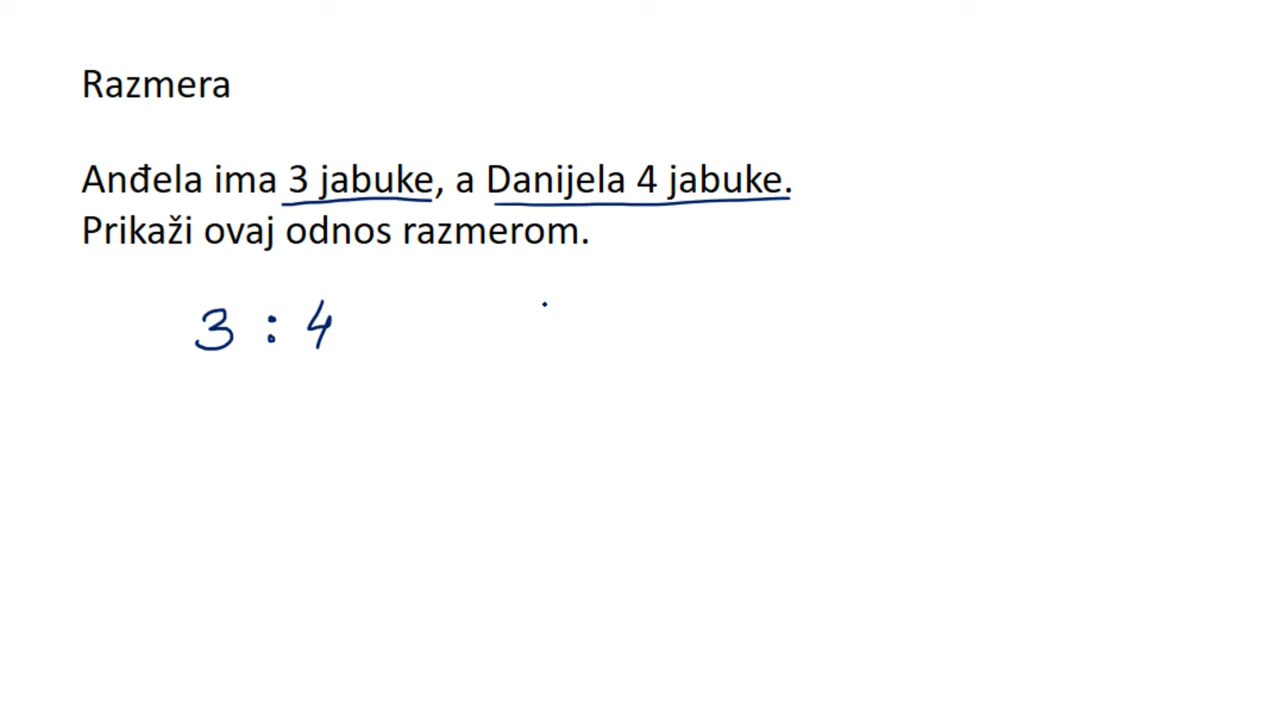 Razmera
Anđela ima 3 jabuke, a Danijela 4 jabuke.
Prikaži ovaj odnos razmerom.
3 : 4